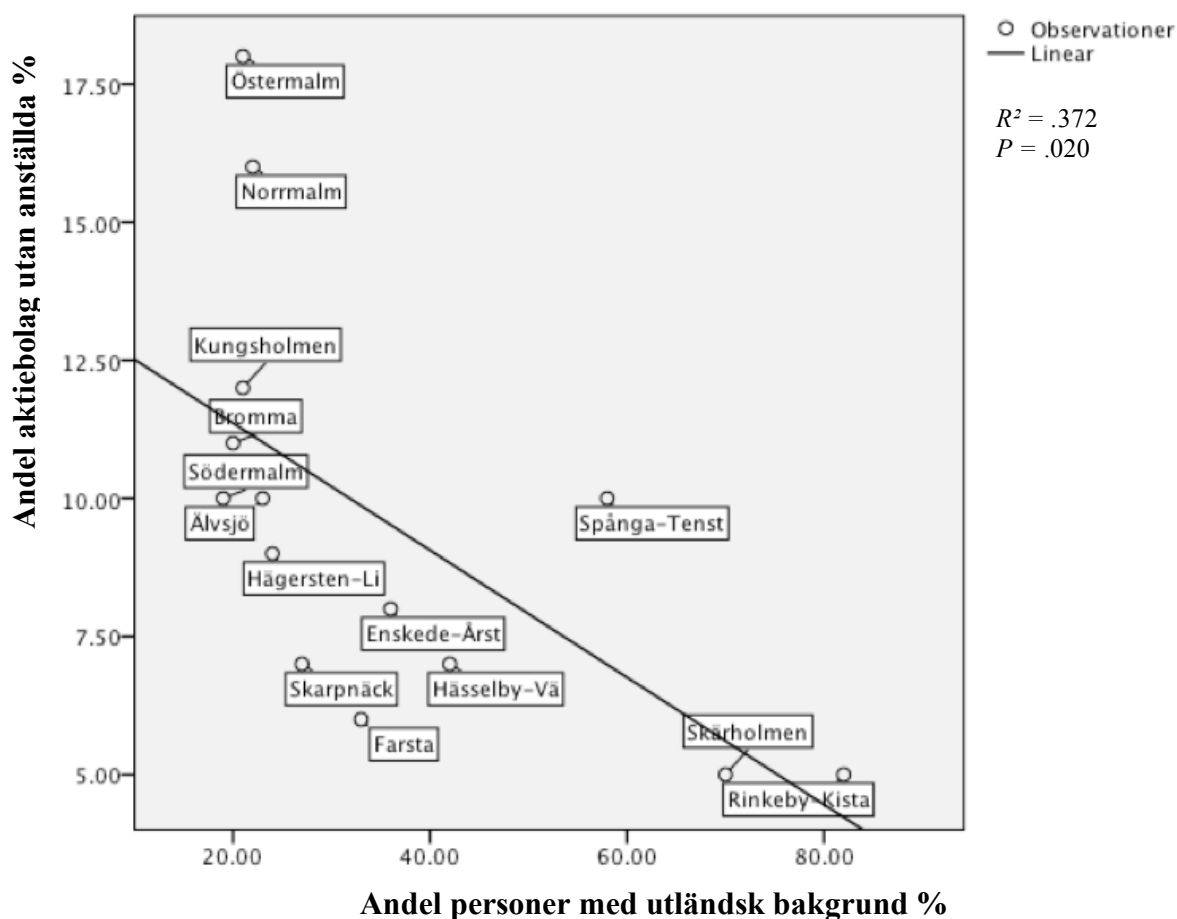 Andel aktiebolag utan anställda %
17.50
15.00
12.50
10.00
7.50
5.00
Östermalm
Norrmalm
Kungsholmen
Bromma
Södermalm
Älvsjö
Spånga-Tenst
Hägersten-Li
Enskede-Årst
Skarpnäck
Hässelby-Vä
Farsta
Skärholmen
Rinkeby-Kista
20.00 40.00 60.00 80.00
Andel personer med utländsk bakgrund %
Observationer
Linear
R² = .372
P = .020